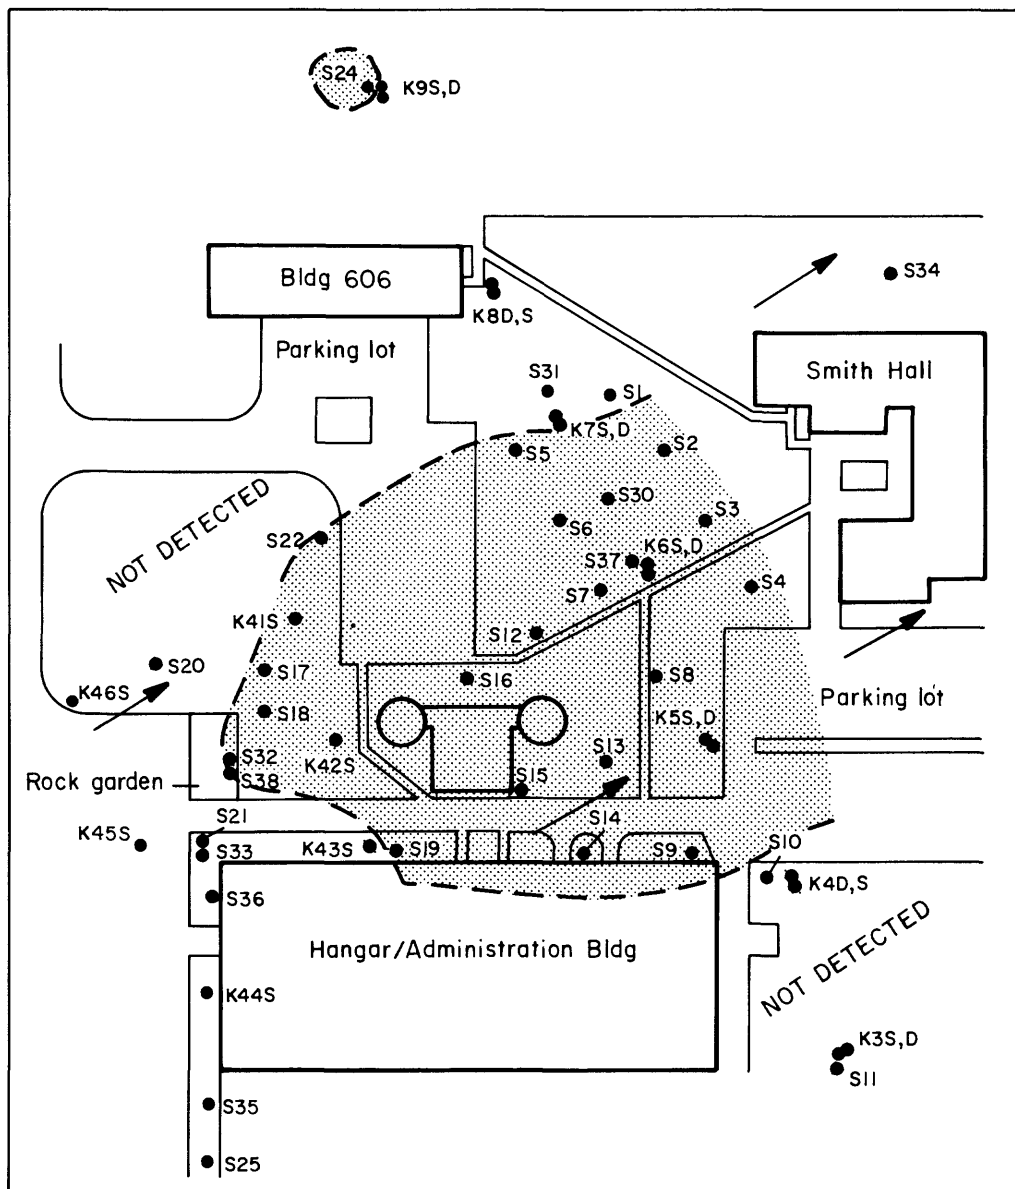 S24
K9S,D
Bldg 606
S34
K8D,S
Parking lot
Smith Hall
S31
S1
K7S,D
S5
S2
NOT DETECTED
S30
S6
S3
S22
S37
K6S,D
S7
S4
K41S
S12
S20
S17
S16
S8
K46S
Parking lot
S18
K5S,D
S32
K42S
S13
Rock garden
S38
S15
S21
K45S
K43S
S14
S10
S33
S19
S9
K4D,S
S36
Hangar/Administration Bldg
NOT DETECTED
K44S
K3S,D
S11
S35
S25